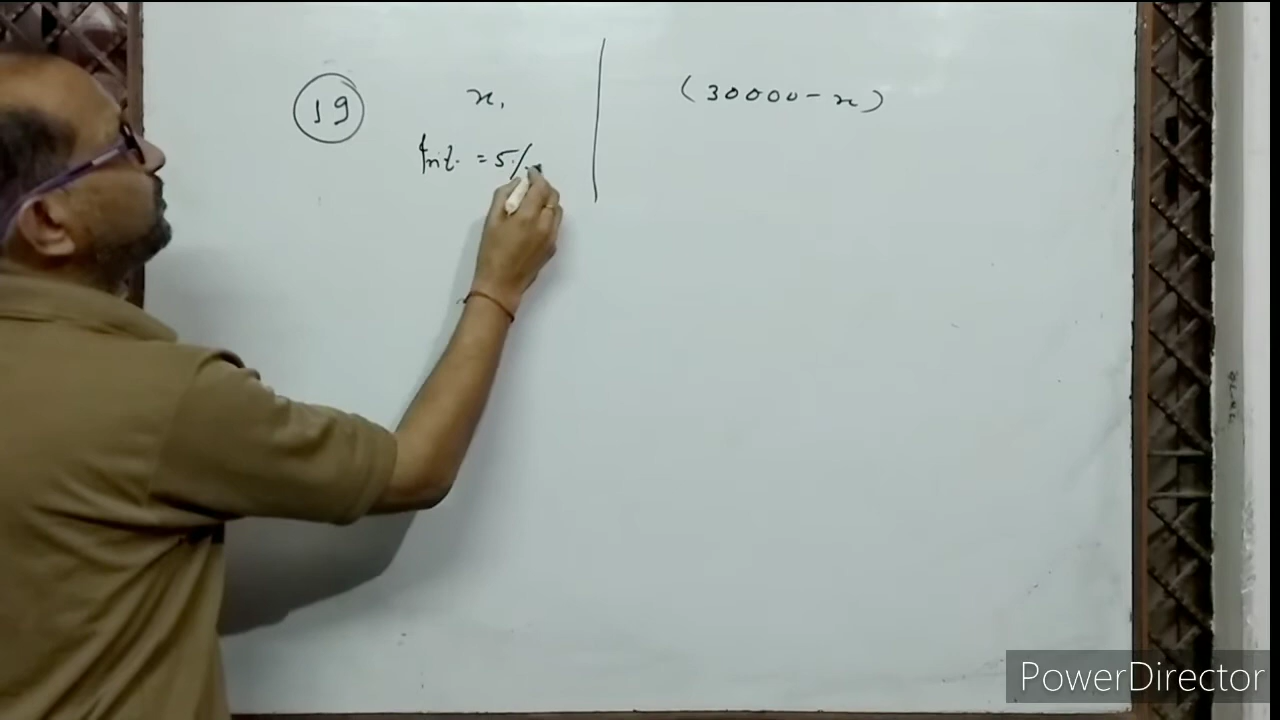 19
x,
(30000-x)
Int. = 5%
PowerDirector